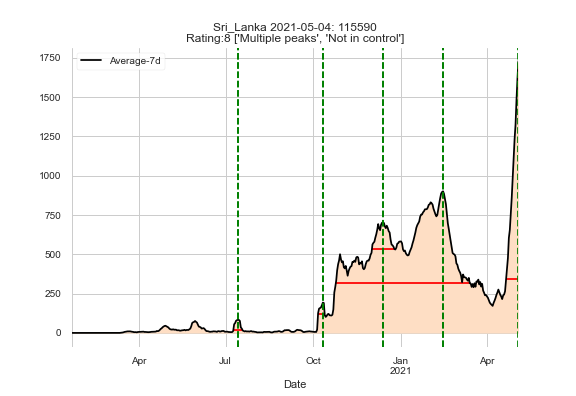 Sri_Lanka 2021-05-04: 115590
Rating:8 ['Multiple peaks', 'Not in control']
Average-7d
1750
1500
1250
1000
750
500
250
0
Apr
Jul
Oct
Jan
2021
Apr
Date